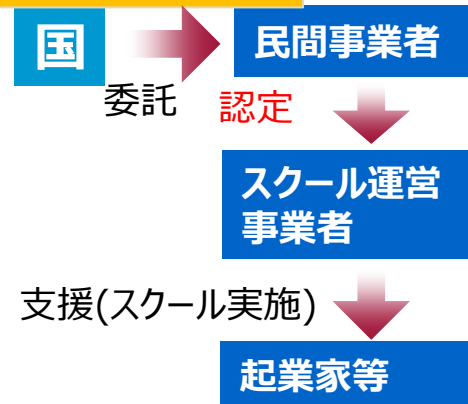 国
民間事業者
委託
認定
スクール運営
事業者
支援(スクール実施)
起業家等